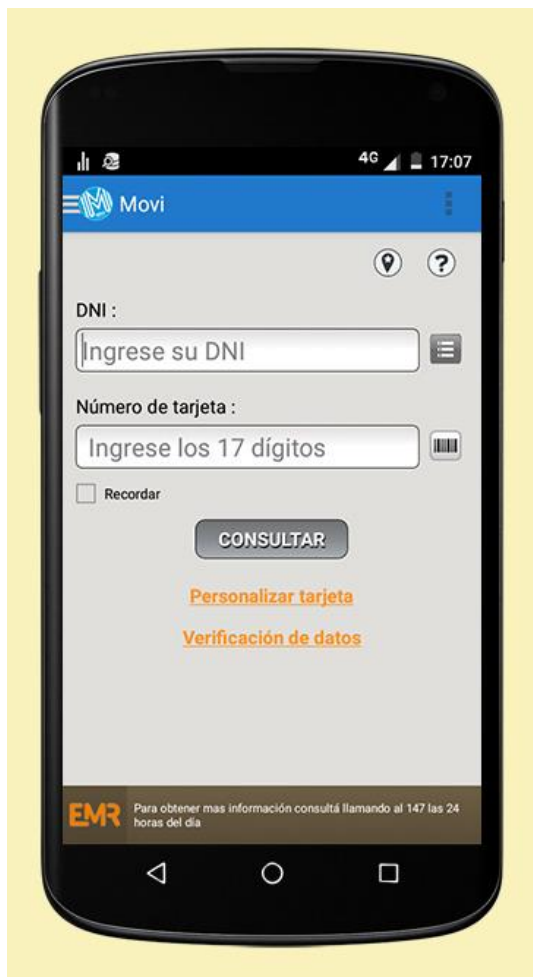 4G 17:07
Movi
DNI :
Ingrese su DNI
Número de tarjeta :
Ingrese los 17 dígitos
Recordar
CONSULTAR
Personalizar tarjeta
Verificación de datos
EMR Para obtener mas información consultá llamando al 147 las 24
horas del día